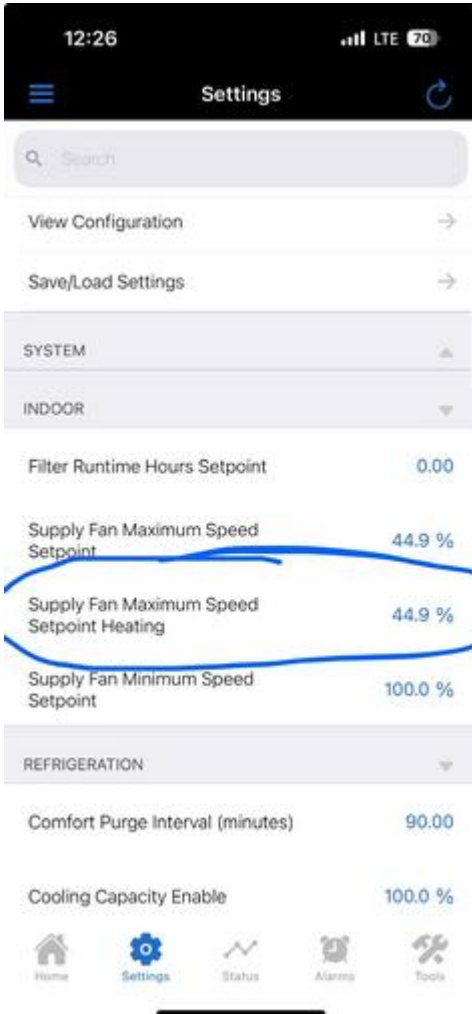 12:26 LTE 70
Settings
Search
View Configuration
Save/Load Settings
SYSTEM
INDOOR
Filter Runtime Hours Setpoint 0.00
Supply Fan Maximum Speed
Setpoint 44.9 %
Supply Fan Maximum Speed
Setpoint Heating 44.9 %
Supply Fan Minimum Speed
Setpoint 100.0 %
REFRIGERATION
Comfort Purge Interval (minutes) 90.00
Cooling Capacity Enable 100.0 %
Home Settings Status Alarms Tools